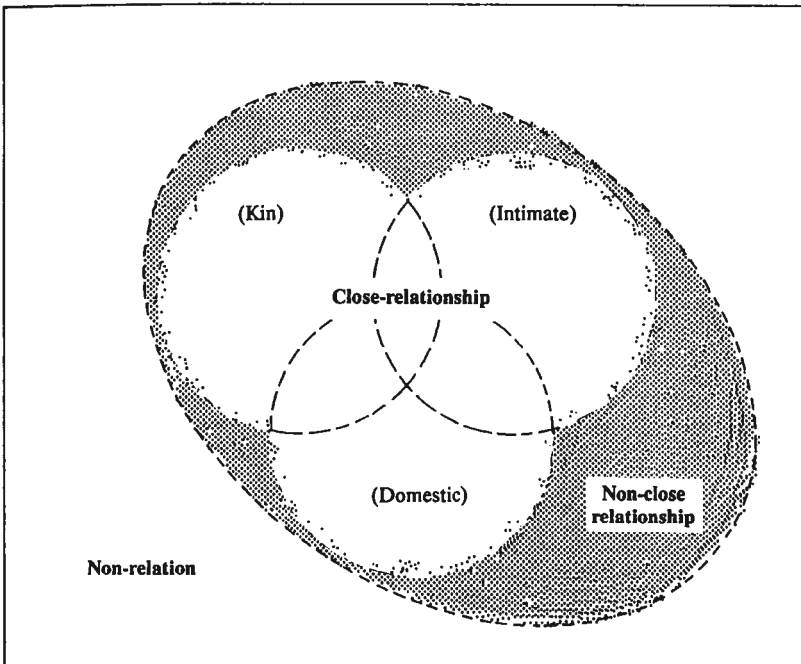 (Kin)
(Intimate)
Close-relationship
(Domestic)
Non-close
relationship
Non-relation